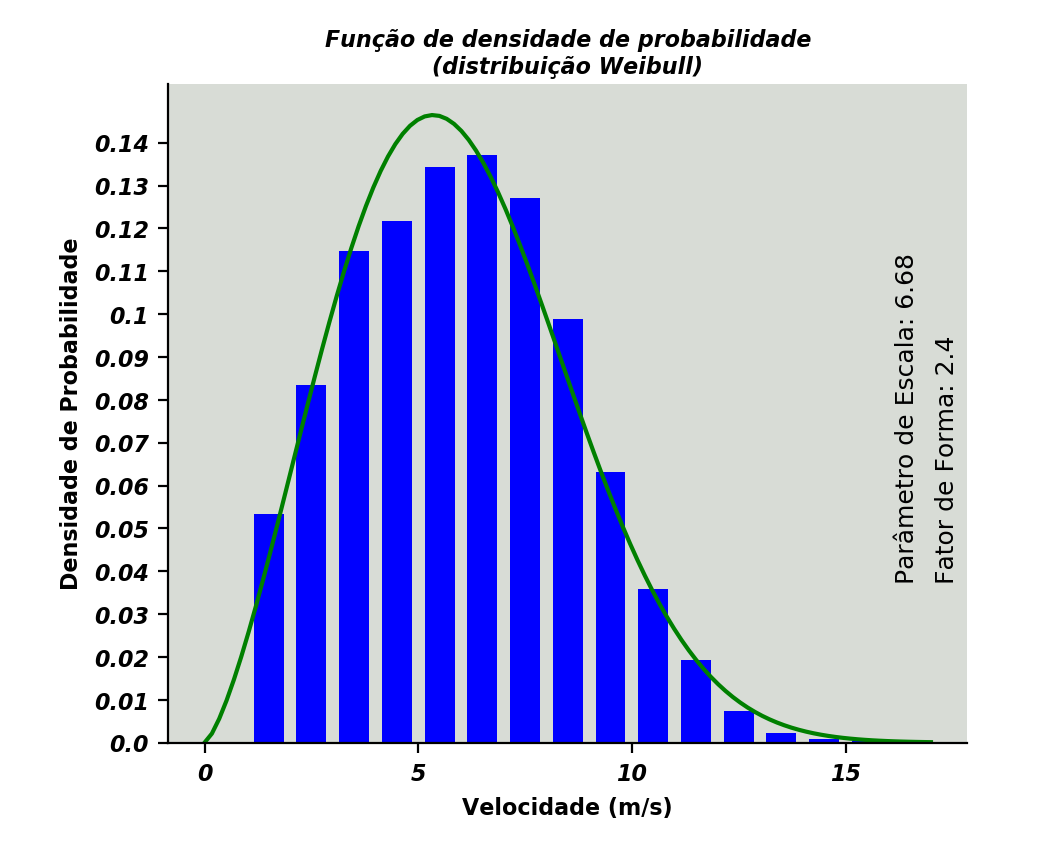 Função de densidade de probabilidade
(distribuição Weibull)
Densidade de Probabilidade
0.14
0.13
0.12
0.11
0.1
0.09
0.08
0.07
0.06
0.05
0.04
0.03
0.02
0.01
0.0
Parâmetro de Escala: 6.68
Fator de Forma: 2.4
0 5 10 15
Velocidade (m/s)